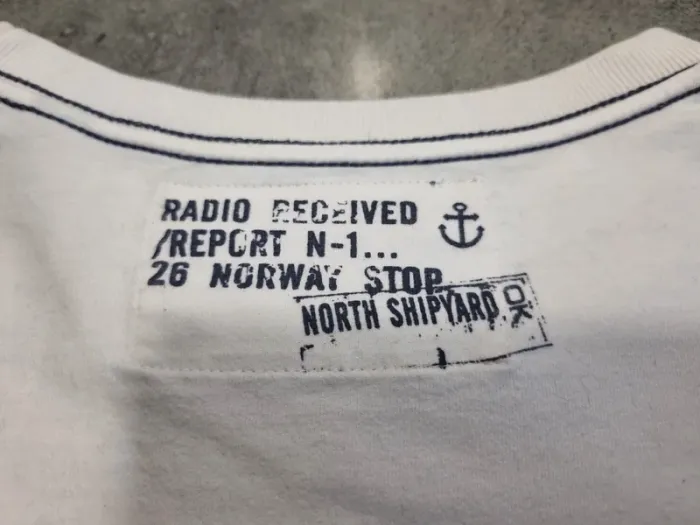 RADIO RECEIVED
/REPORT N-1...
26 NORWAY STOP
NORTH SHIPYARD OK